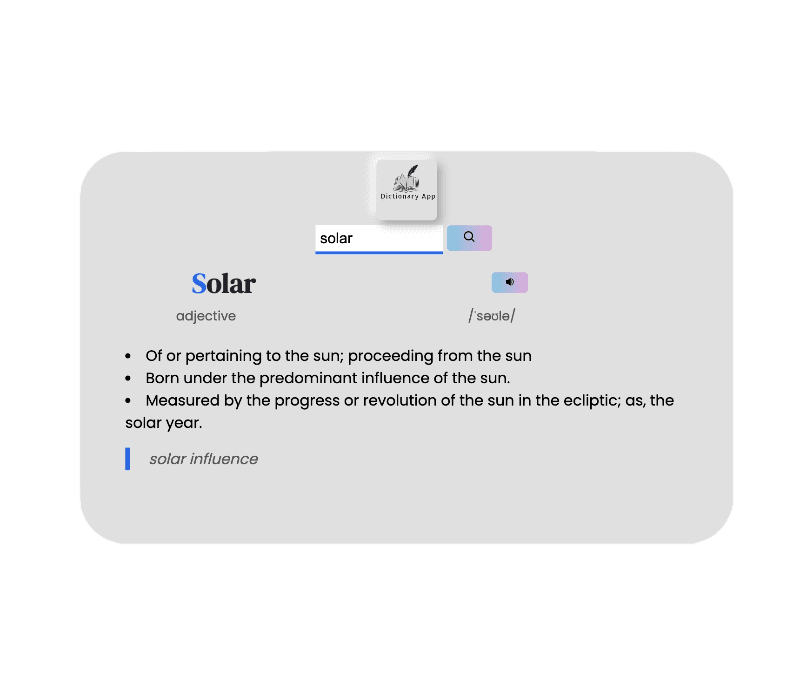 Dictionary App
solar
Solar
adjective
/ˈsəʊlə/
• Of or pertaining to the sun; proceeding from the sun
• Born under the predominant influence of the sun.
• Measured by the progress or revolution of the sun in the ecliptic; as, the
solar year.
solar influence